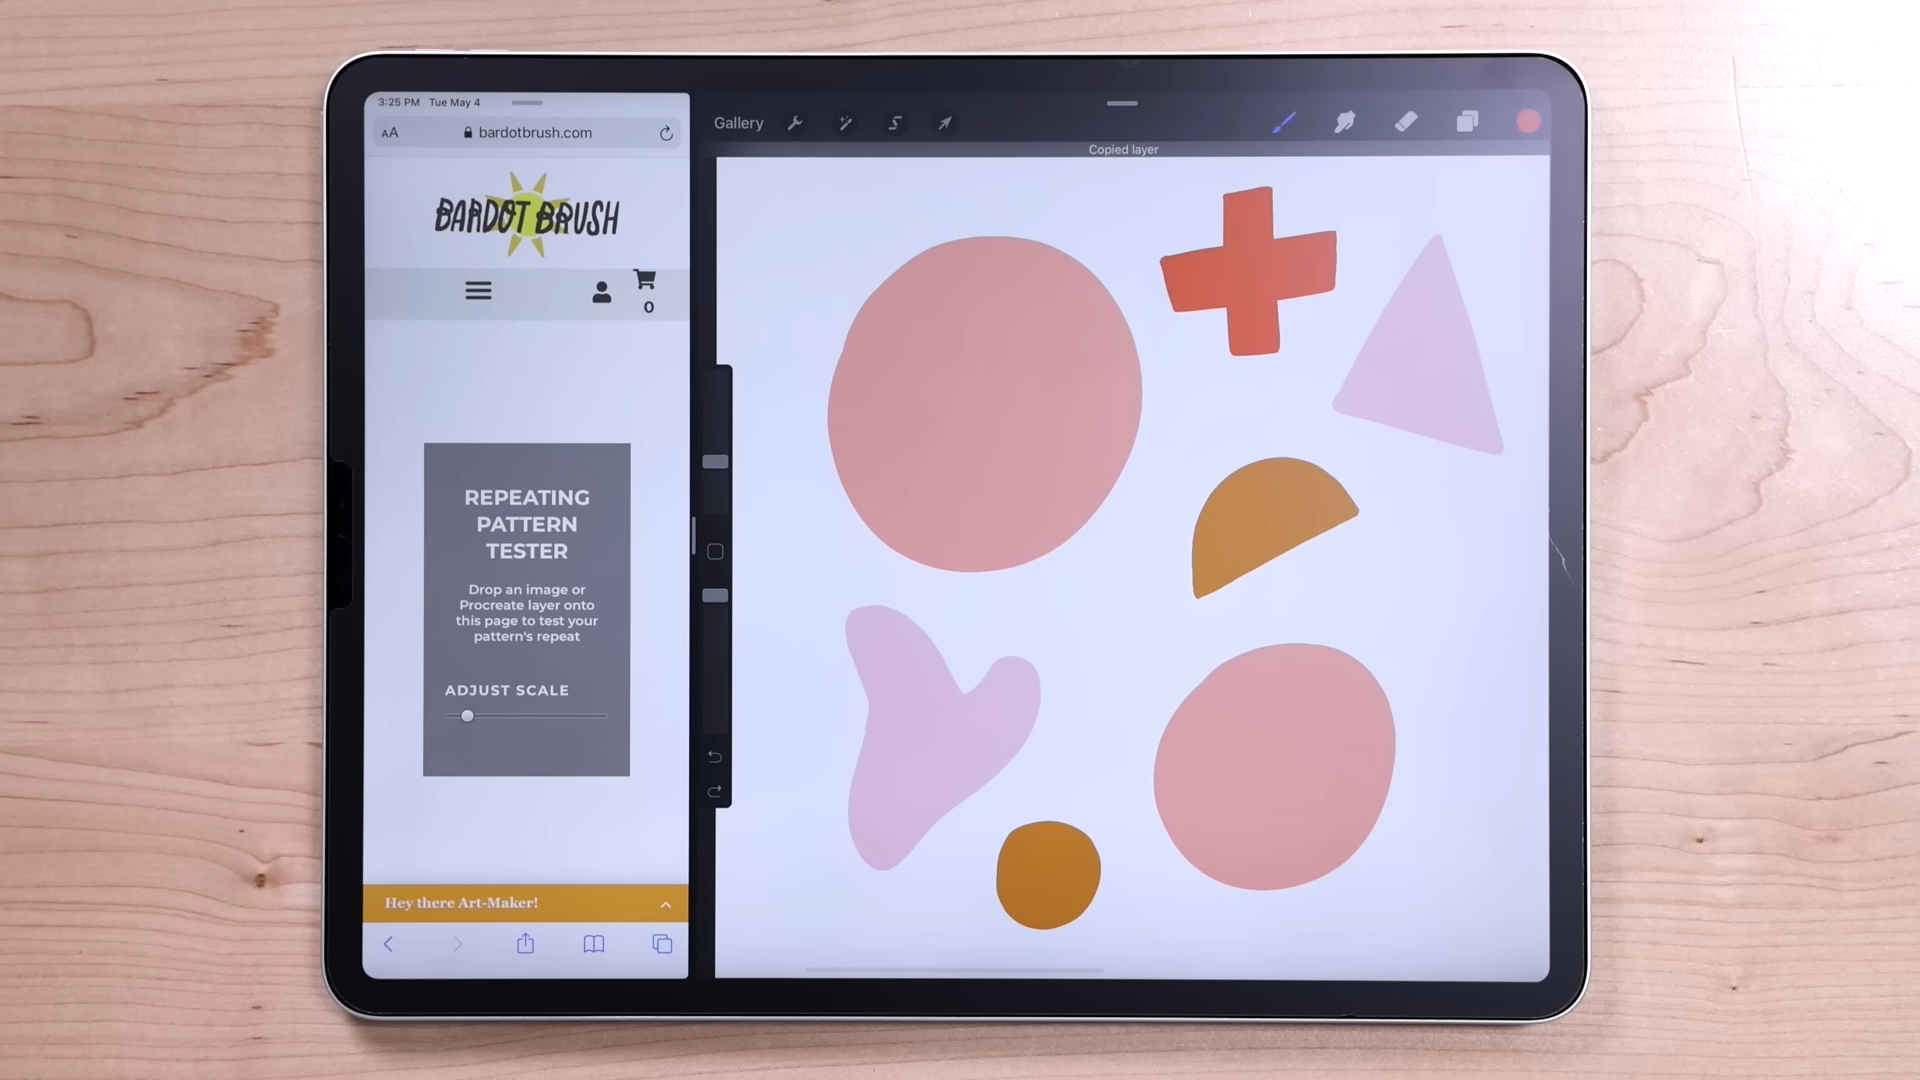 3:25 PM Tue May 4
AA
bardotbrush.com
BARDOT BRUSH
0
REPEATING
PATTERN
TESTER
Drop an image or
Procreate layer onto
this page to test your
pattern's repeat
ADJUST SCALE
Hey there Art-Maker!
Gallery
Copied layer